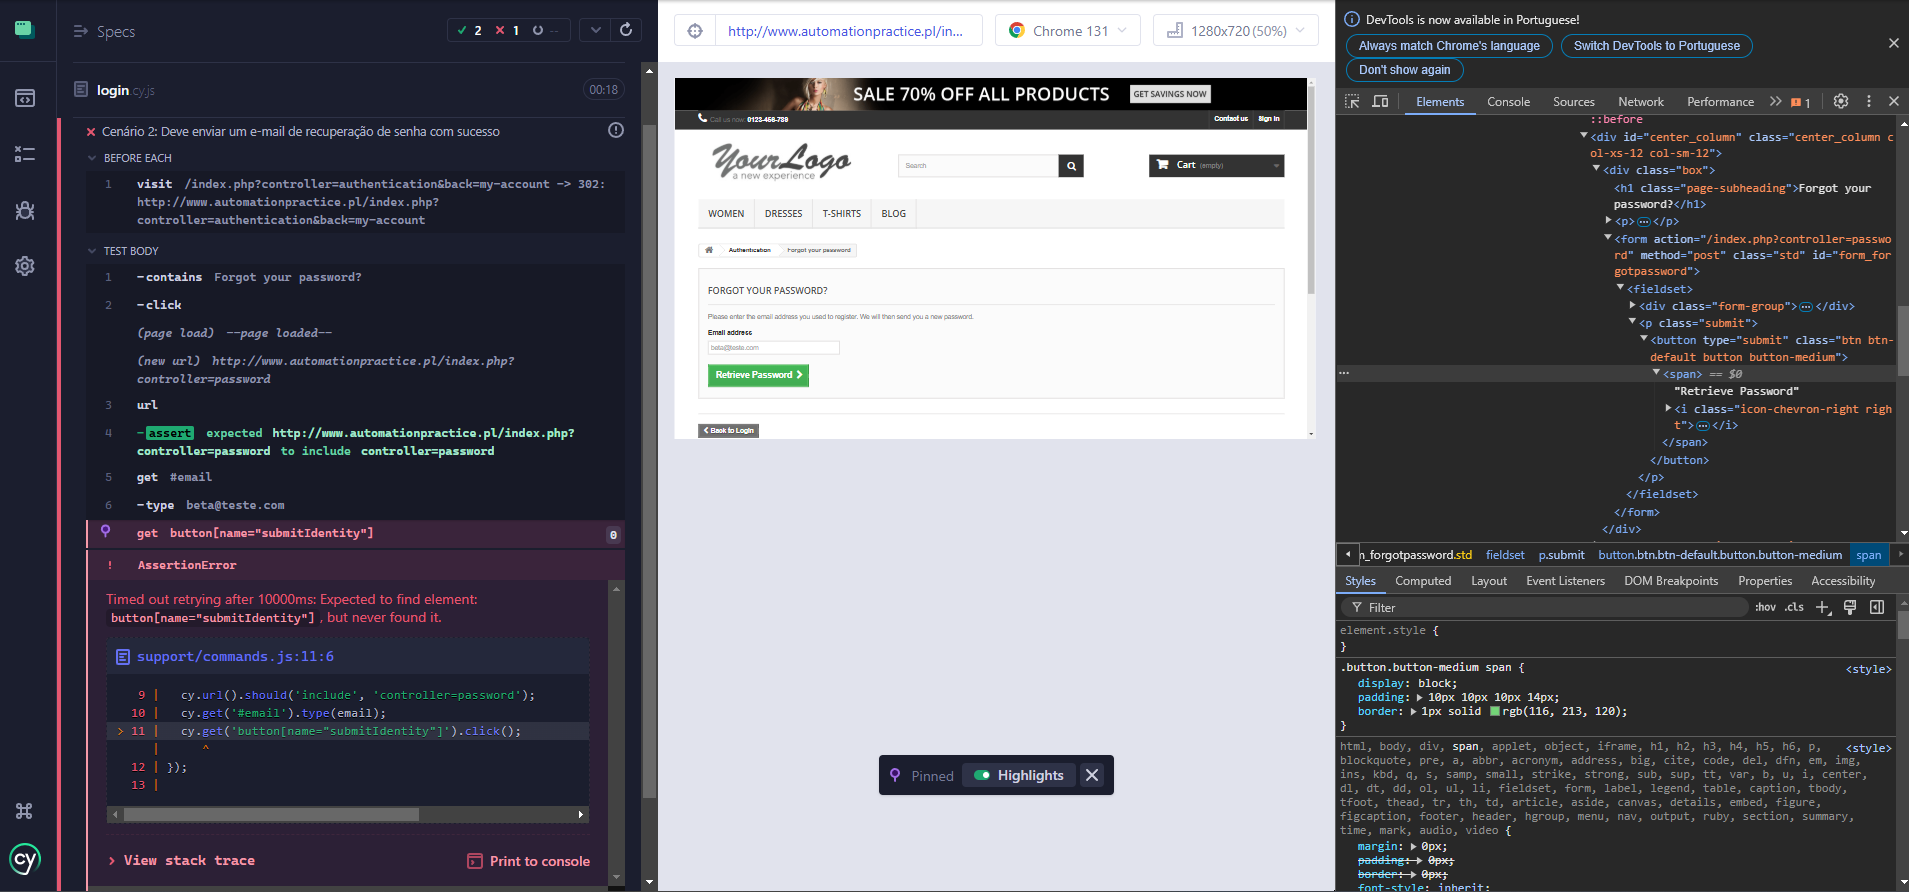 Specs
2
1
--
login cy.js
00:18
Cenário 2: Deve enviar um e-mail de recuperação de senha com sucesso
BEFORE EACH
1 visit /index.php?controller=authentication&back=my-account -> 302:
http://www.automationpractice.pl/index.php?
controller=authentication&back=my-account
TEST BODY
1 -contains Forgot your password?
2 -click
(page load) --page loaded--
(new url) http://www.automationpractice.pl/index.php?
controller=password
3 url
4 -assert expected http://www.automationpractice.pl/index.php?
controller=password to include controller=password
5 get #email
6 -type beta@teste.com
get button[name="submitIdentity"] 0
! AssertionError
Timed out retrying after 10000ms: Expected to find element:
button[name="submitIdentity"] , but never found it.
support/commands.js:11:6
9 | cy.url().should('include', 'controller=password');
10 | cy.get('#email').type(email);
> 11 | cy.get('button[name="submitIdentity"]').click();
| ^
12 | });
13 |
> View stack trace
Print to console
cy
http://www.automationpractice.pl/in...
Chrome 131
1280x720 (50%)
SALE 70% OFF ALL PRODUCTS
GET SAVINGS NOW
Call us now: 0123-456-789
Contact us
Sign in
YourLogo
a new experience
Search
Cart (empty)
WOMEN
DRESSES
T-SHIRTS
BLOG
Authentication
Forgot your password
FORGOT YOUR PASSWORD?
Please enter the email address you used to register. We will then send you a new password.
Email address
beta@teste.com
Retrieve Password
Back to Login
Pinned
Highlights
DevTools is now available in Portuguese!
Always match Chrome's language
Switch DevTools to Portuguese
Don't show again
Elements
Console
Sources
Network
Performance
1
::before
<div id="center_column" class="center_column c
ol-xs-12 col-sm-12">
<div class="box">
<h1 class="page-subheading">Forgot your
password?</h1>
<p>…</p>
<form action="/index.php?controller=passwo
rd" method="post" class="std" id="form_fo
rgotpassword">
<fieldset>
<div class="form-group">…</div>
<p class="submit">
<button type="submit" class="btn btn-
default button button-medium">
... <span> == $0
"Retrieve Password"
<i class="icon-chevron-right righ
t">…</i>
</span>
</button>
</p>
</fieldset>
</form>
</div>
m_forgotpassword.std
fieldset
p.submit
button.btn.btn-default.button.button-medium
span
Styles
Computed
Layout
Event Listeners
DOM Breakpoints
Properties
Accessibility
Filter
:hov
.cls
element.style {
}
.button.button-medium span {
<style>
display: block;
padding: 10px 10px 10px 14px;
border: 1px solid rgb(116, 213, 120);
}
html, body, div, span, applet, object, iframe, h1, h2, h3, h4, h5, h6, p,
<style>
blockquote, pre, a, abbr, acronym, address, big, cite, code, del, dfn, em, img,
ins, kbd, q, s, samp, small, strike, strong, sub, sup, tt, var, b, u, i, center,
dl, dt, dd, ol, ul, li, fieldset, form, label, legend, table, caption, tbody,
tfoot, thead, tr, th, td, article, aside, canvas, details, embed, figure,
figcaption, footer, header, hgroup, menu, nav, output, ruby, section, summary,
time, mark, audio, video {
margin: 0px;
padding: 0px;
border: 0px;
font-style: inherit;